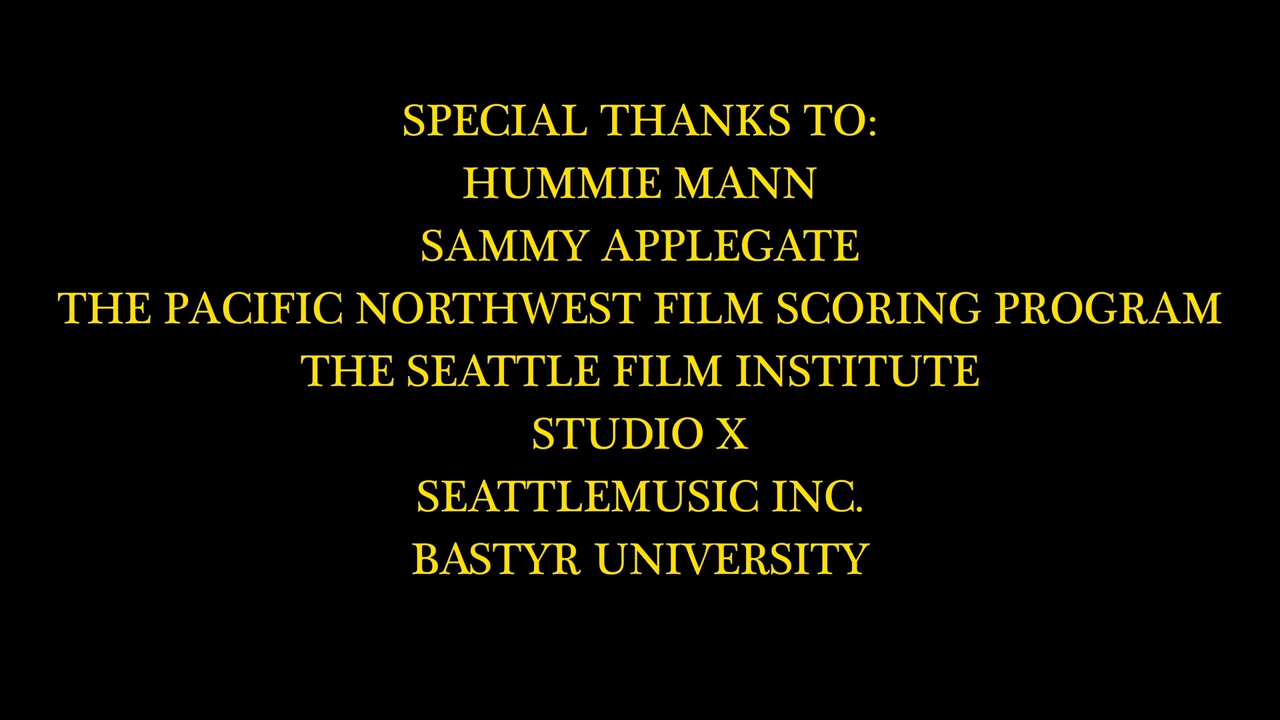 SPECIAL THANKS TO:
HUMMIE MANN
SAMMY APPLEGATE
THE PACIFIC NORTHWEST FILM SCORING PROGRAM
THE SEATTLE FILM INSTITUTE
STUDIO X
SEATTLEMUSIC INC.
BASTYR UNIVERSITY